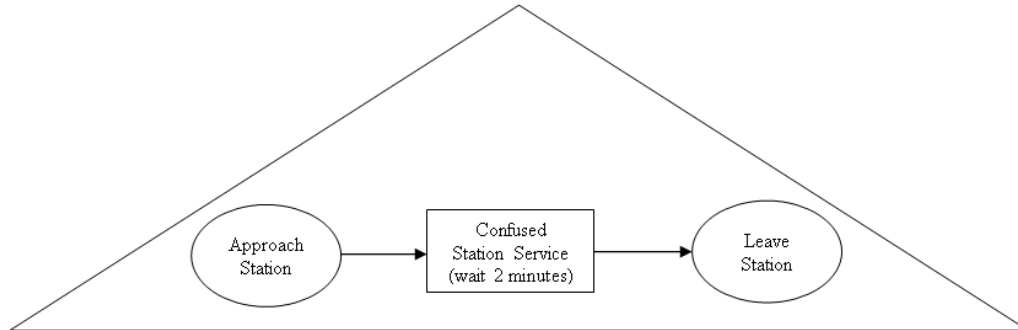 Approach
Station
Confused
Station Service
(wait 2 minutes)
Leave
Station